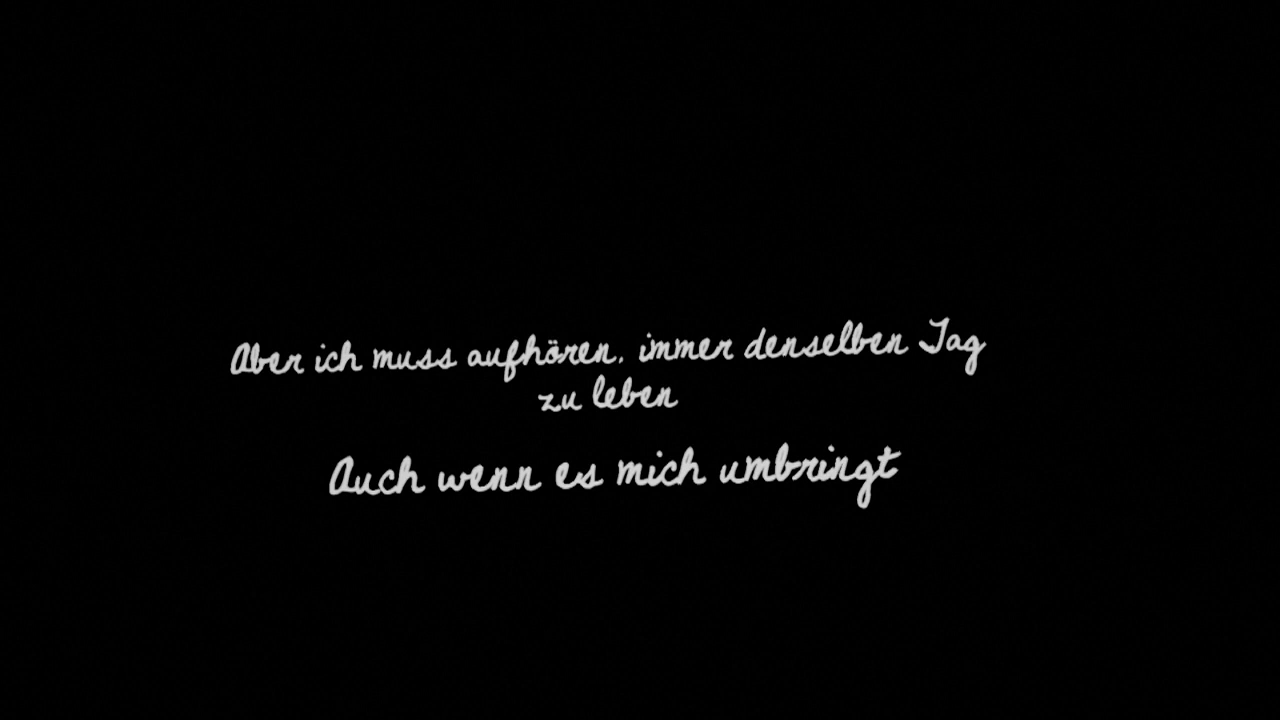 Aber ich muss aufhören, immer denselben Tag
zu leben
Auch wenn es mich umbringt